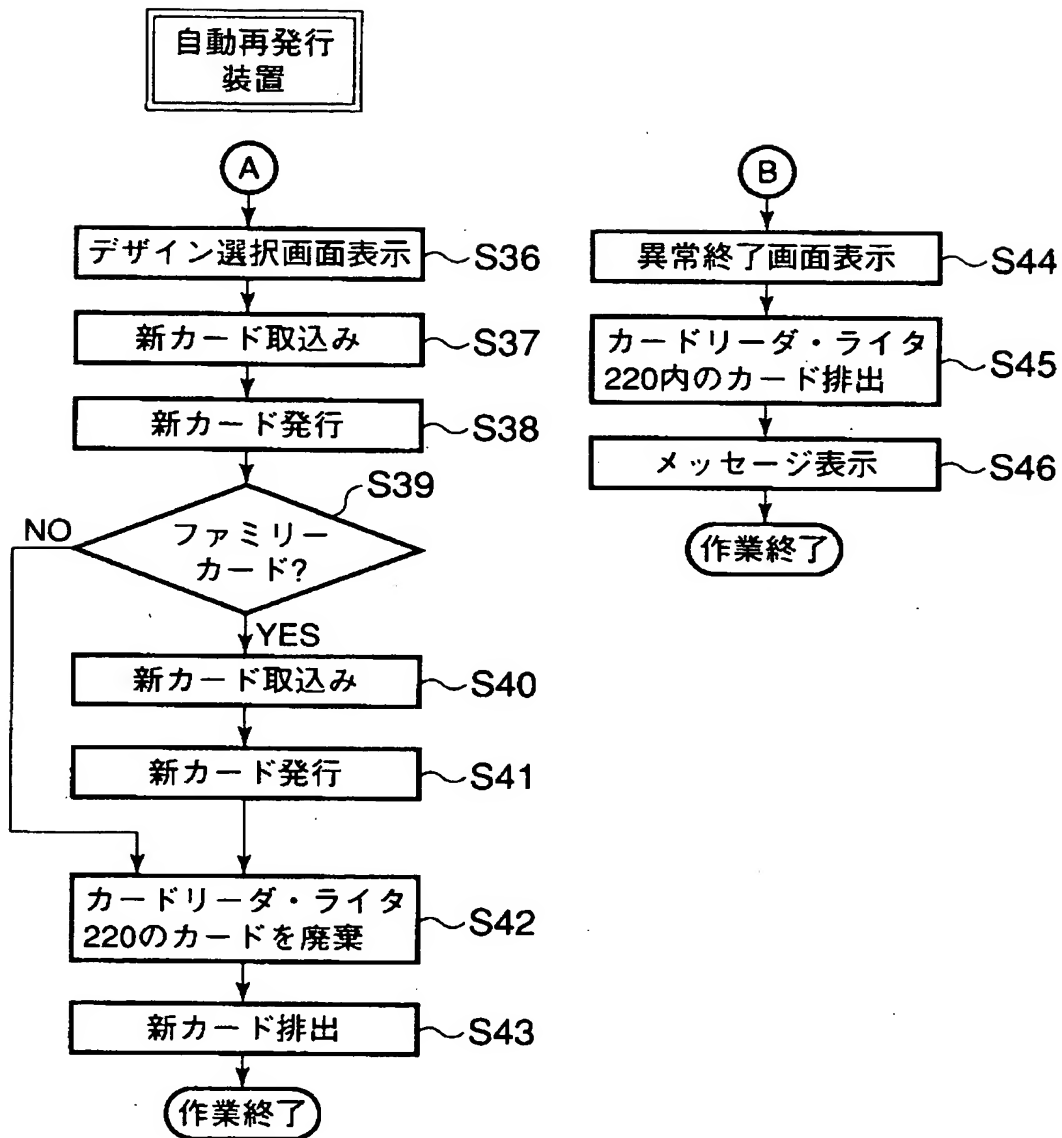 自動再発行
装置
A
デザイン選択画面表示
S36
新カード取込み
S37
新カード発行
S38
S39
ファミリー
カード?
NO
YES
新カード取込み
S40
新カード発行
S41
カードリーダ・ライタ
220のカードを廃棄
S42
新カード排出
S43
作業終了
B
異常終了画面表示
S44
カードリーダ・ライタ
220内のカード排出
S45
メッセージ表示
S46
作業終了